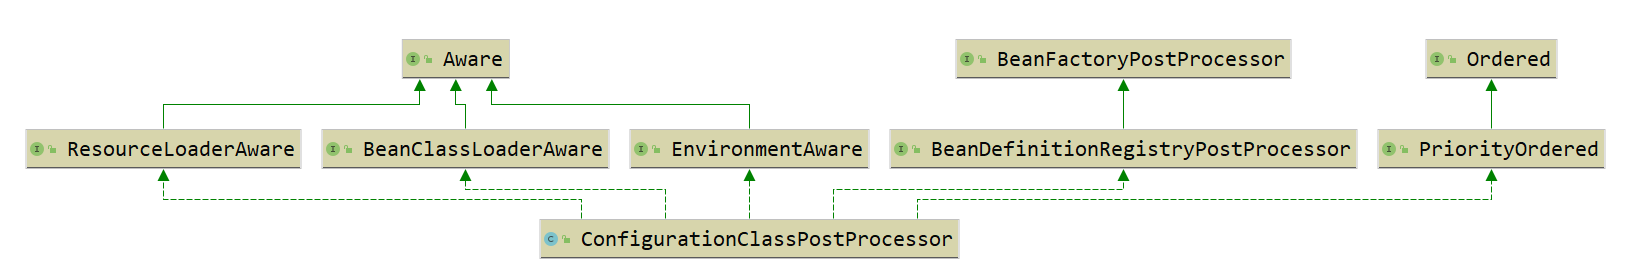 Aware
BeanFactoryPostProcessor
Ordered
ResourceLoaderAware
BeanClassLoaderAware
EnvironmentAware
BeanDefinitionRegistryPostProcessor
PriorityOrdered
ConfigurationClassPostProcessor